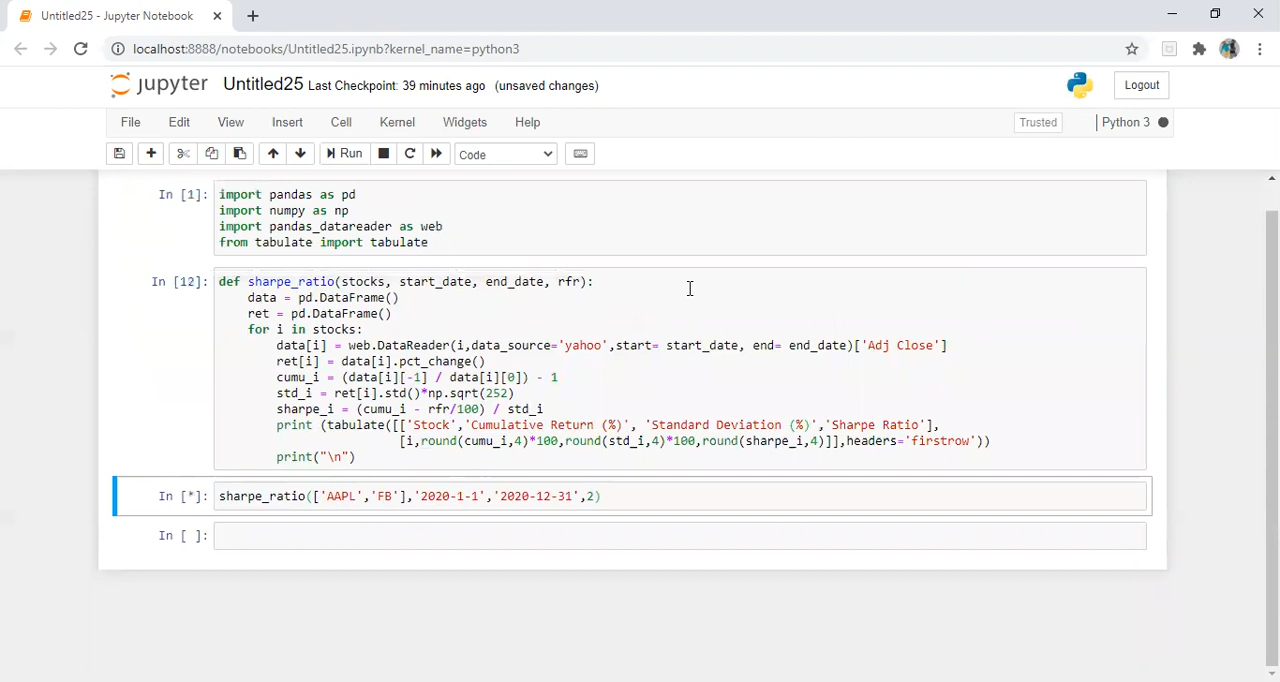 Untitled25 - Jupyter Notebook
localhost:8888/notebooks/Untitled25.ipynb?kernel_name=python3
jupyter Untitled25 Last Checkpoint: 39 minutes ago (unsaved changes) Logout
File Edit View Insert Cell Kernel Widgets Help Trusted Python 3
Run Code
In [1]: import pandas as pd
import numpy as np
import pandas_datareader as web
from tabulate import tabulate
In [12]: def sharpe_ratio(stocks, start_date, end_date, rfr):
data = pd.DataFrame()
ret = pd.DataFrame()
for i in stocks:
data[i] = web.DataReader(i,data_source='yahoo',start= start_date, end= end_date)['Adj Close']
ret[i] = data[i].pct_change()
cumu_i = (data[i][-1] / data[i][0]) - 1
std_i = ret[i].std()*np.sqrt(252)
sharpe_i = (cumu_i - rfr/100) / std_i
print (tabulate([['Stock','Cumulative Return (%)', 'Standard Deviation (%)','Sharpe Ratio'],
[i,round(cumu_i,4)*100,round(std_i,4)*100,round(sharpe_i,4)]],headers='firstrow'))
print("\n")
In [*]: sharpe_ratio(['AAPL','FB'],'2020-1-1','2020-12-31',2)
In [ ]: